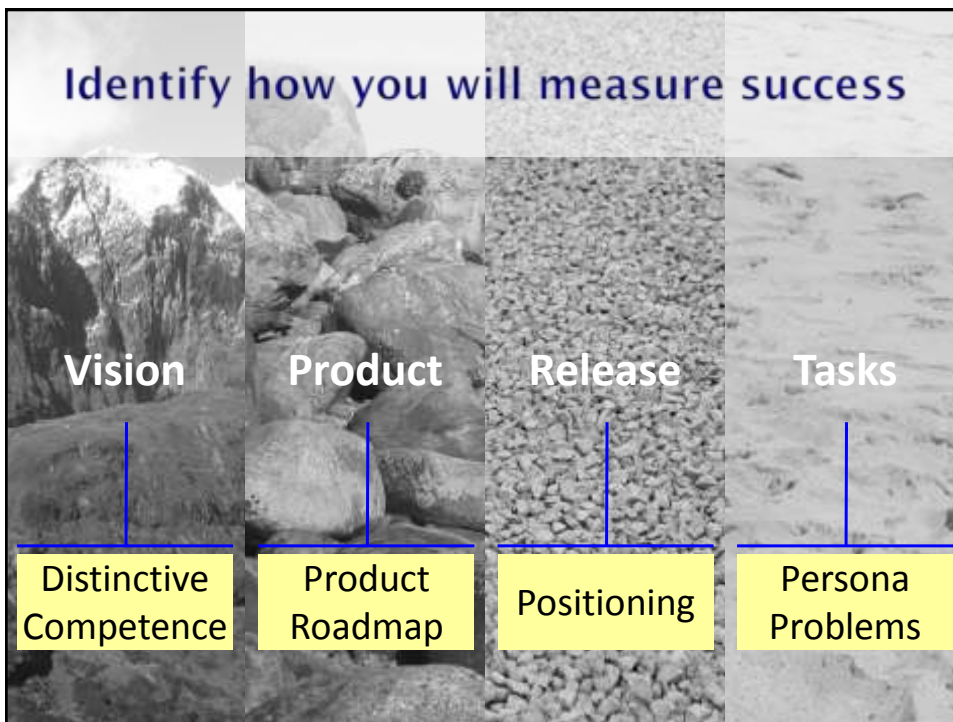 Identify how you will measure success
Vision
Product
Release
Tasks
Distinctive
Competence
Product
Roadmap
Positioning
Persona
Problems